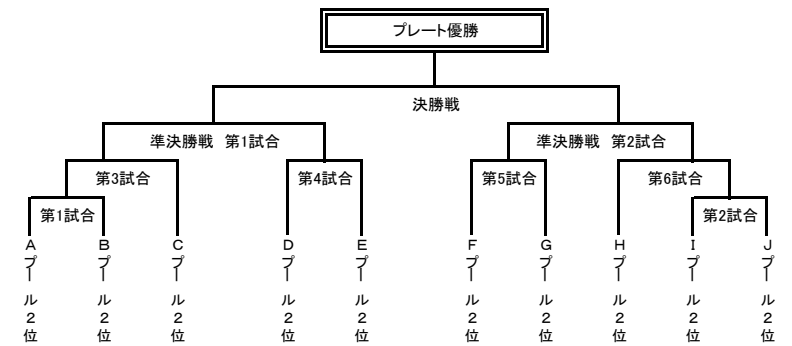 プレート優勝
決勝戦
準決勝戦　第1試合
準決勝戦　第2試合
第3試合
第4試合
第5試合
第6試合
第1試合
第2試合
Aプール2位
Bプール2位
Cプール2位
Dプール2位
Eプール2位
Fプール2位
Gプール2位
Hプール2位
Iプール2位
Jプール2位